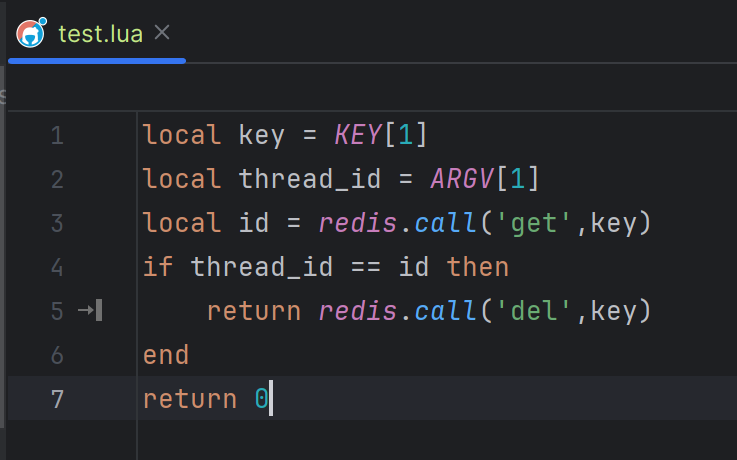 test.lua
1 local key = KEY[1]
2 local thread_id = ARGV[1]
3 local id = redis.call('get',key)
4 if thread_id == id then
5     return redis.call('del',key)
6 end
7 return 0